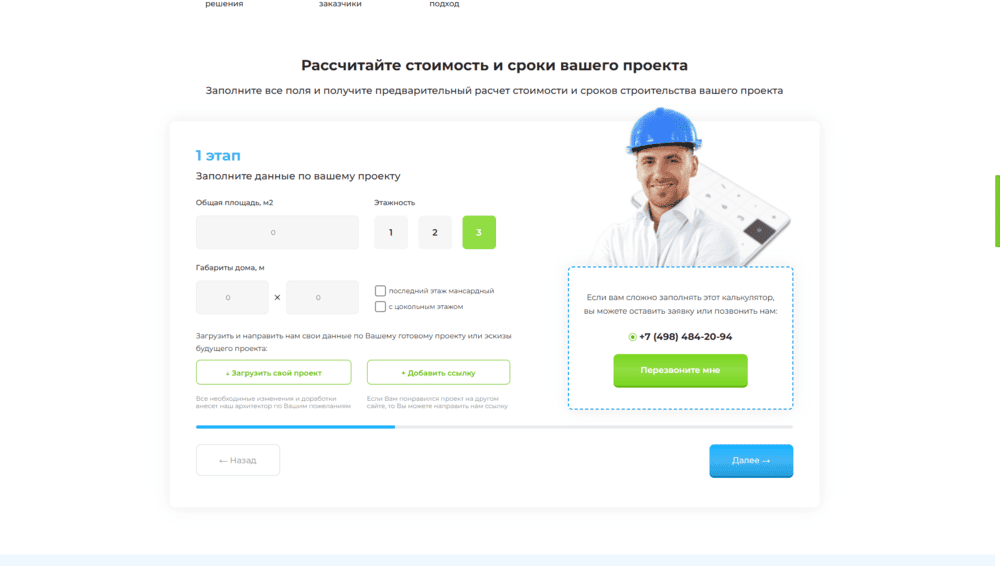 решения
заказчики
подход
Рассчитайте стоимость и сроки вашего проекта
Заполните все поля и получите предварительный расчет стоимости и сроков строительства вашего проекта
1 этап
Заполните данные по вашему проекту
Общая площадь, м2
Этажность
0
1
2
3
Габариты дома, м
0
×
0
последний этаж мансардный
с цокольным этажом
Загрузить и направить нам свои данные по Вашему готовому проекту или эскизы
будущего проекта:
↓ Загрузить свой проект
+ Добавить ссылку
Все необходимые изменения и доработки
внесет наш архитектор по Вашим пожеланиям
Если Вам понравился проект на другом
сайте, то Вы можете направить нам ссылку
Если вам сложно заполнять этот калькулятор,
вы можете оставить заявку или позвонить нам:
+7 (498) 484-20-94
Перезвоните мне
← Назад
Далее →